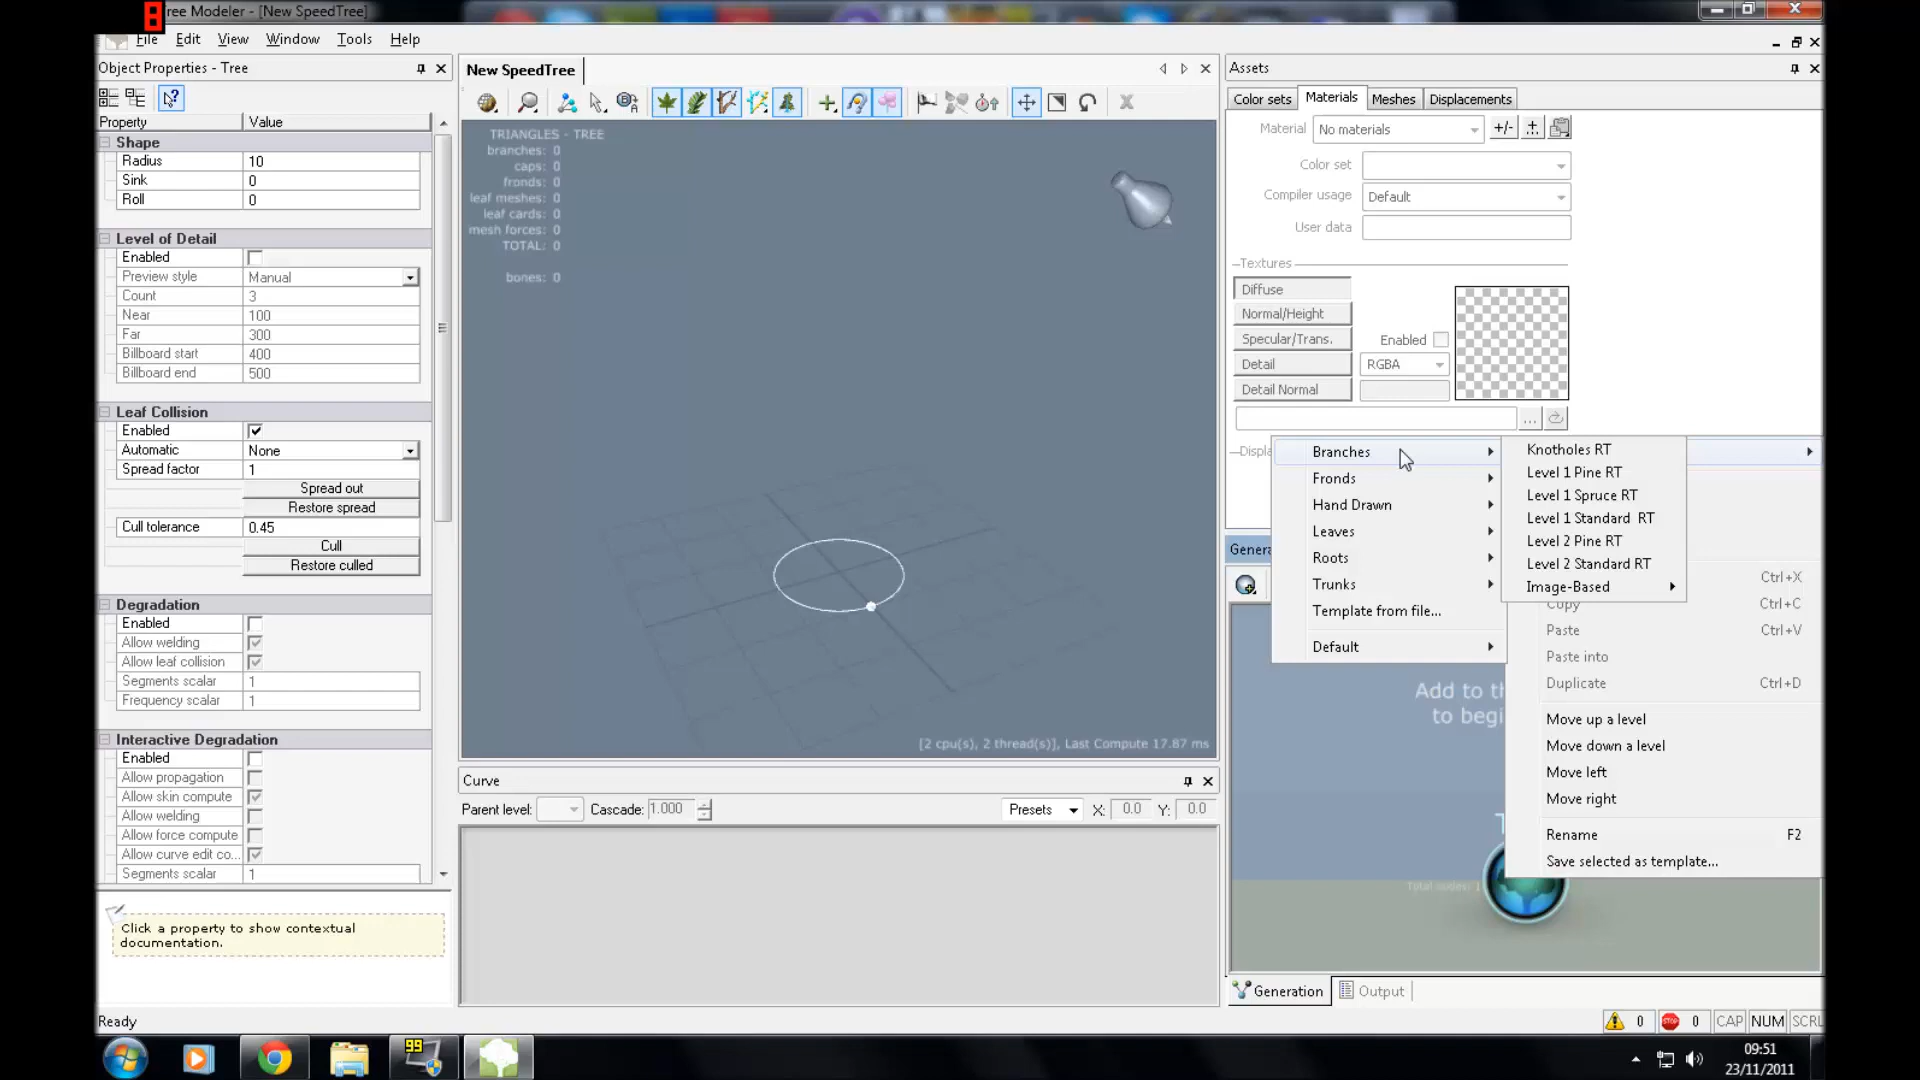 8
ree Modeler - [New SpeedTree]
File Edit View Window Tools Help
Object Properties - Tree
Property Value
Shape
Radius 10
Sink 0
Roll 0
Level of Detail
Enabled
Preview style Manual
Count 3
Near 100
Far 300
Billboard start 400
Billboard end 500
Leaf Collision
Enabled
Automatic None
Spread factor 1
Spread out
Restore spread
Cull tolerance 0.45
Cull
Restore culled
Degradation
Enabled
Allow welding
Allow leaf collision
Segments scalar 1
Frequency scalar 1
Interactive Degradation
Enabled
Allow propagation
Allow skin compute
Allow welding
Allow force compute
Allow curve edit co...
Segments scalar 1
Click a property to show contextual
documentation.
Ready
New SpeedTree
TRIANGLES - TREE
branches: 0
caps: 0
fronds: 0
leaf meshes: 0
leaf cards: 0
mesh forces: 0
TOTAL: 0
bones: 0
[2 cpu(s), 2 thread(s)], Last Compute 17.87 ms
Curve
Parent level: Cascade: 1.000 Presets X: 0.0 Y: 0.0
Assets
Color sets Materials Meshes Displacements
Material No materials +/-
Color set
Compiler usage Default
User data
Textures
Diffuse
Normal/Height
Specular/Trans. Enabled
Detail RGBA
Detail Normal
...
Displa
Genera
Branches
Fronds
Hand Drawn
Leaves
Roots
Trunks
Template from file...
Default
Knotholes RT
Level 1 Pine RT
Level 1 Spruce RT
Level 1 Standard RT
Level 2 Pine RT
Level 2 Standard RT
Image-Based
Ctrl+X
Copy Ctrl+C
Paste Ctrl+V
Paste into
Duplicate Ctrl+D
Move up a level
Move down a level
Move left
Move right
Rename F2
Save selected as template...
Add to th
to begi
T
Generation Output
0 STOP 0 CAP NUM SCRL
99
09:51
23/11/2011